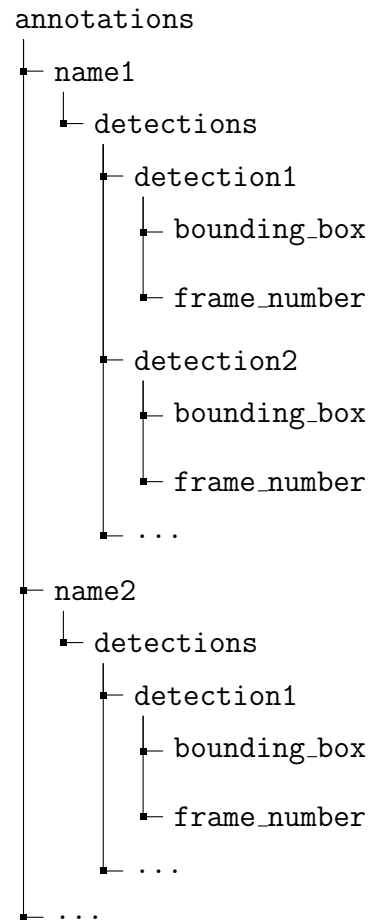 annotations
name1
detections
detection1
bounding_box
frame_number
detection2
bounding_box
frame_number
...
name2
detections
detection1
bounding_box
frame_number
...
...